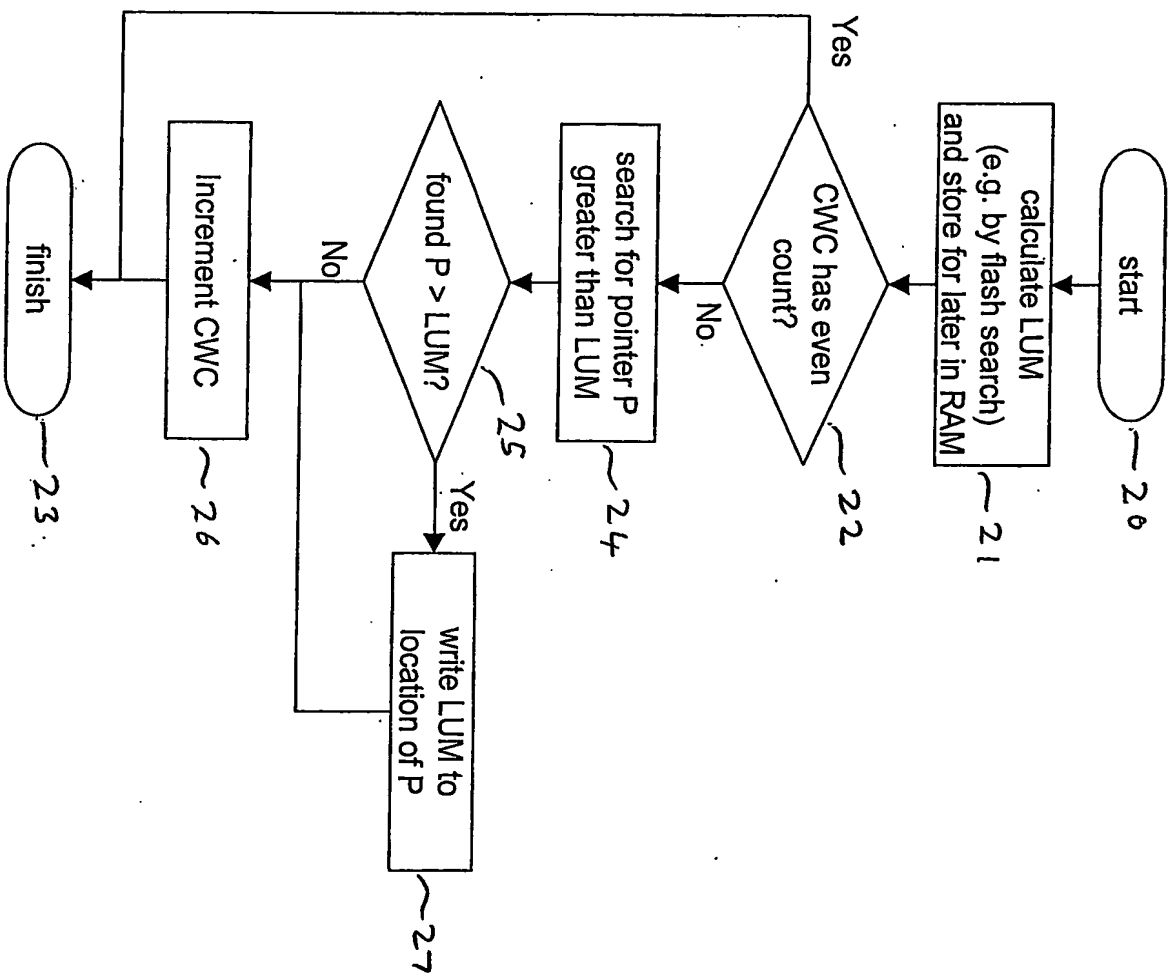 start
20
calculate LUM
(e.g. by flash search)
and store for later in RAM
21
CWC has even
count?
22
Yes
No
search for pointer P
greater than LUM
24
found P > LUM?
25
Yes
No
write LUM to
location of P
27
Increment CWC
26
finish
23